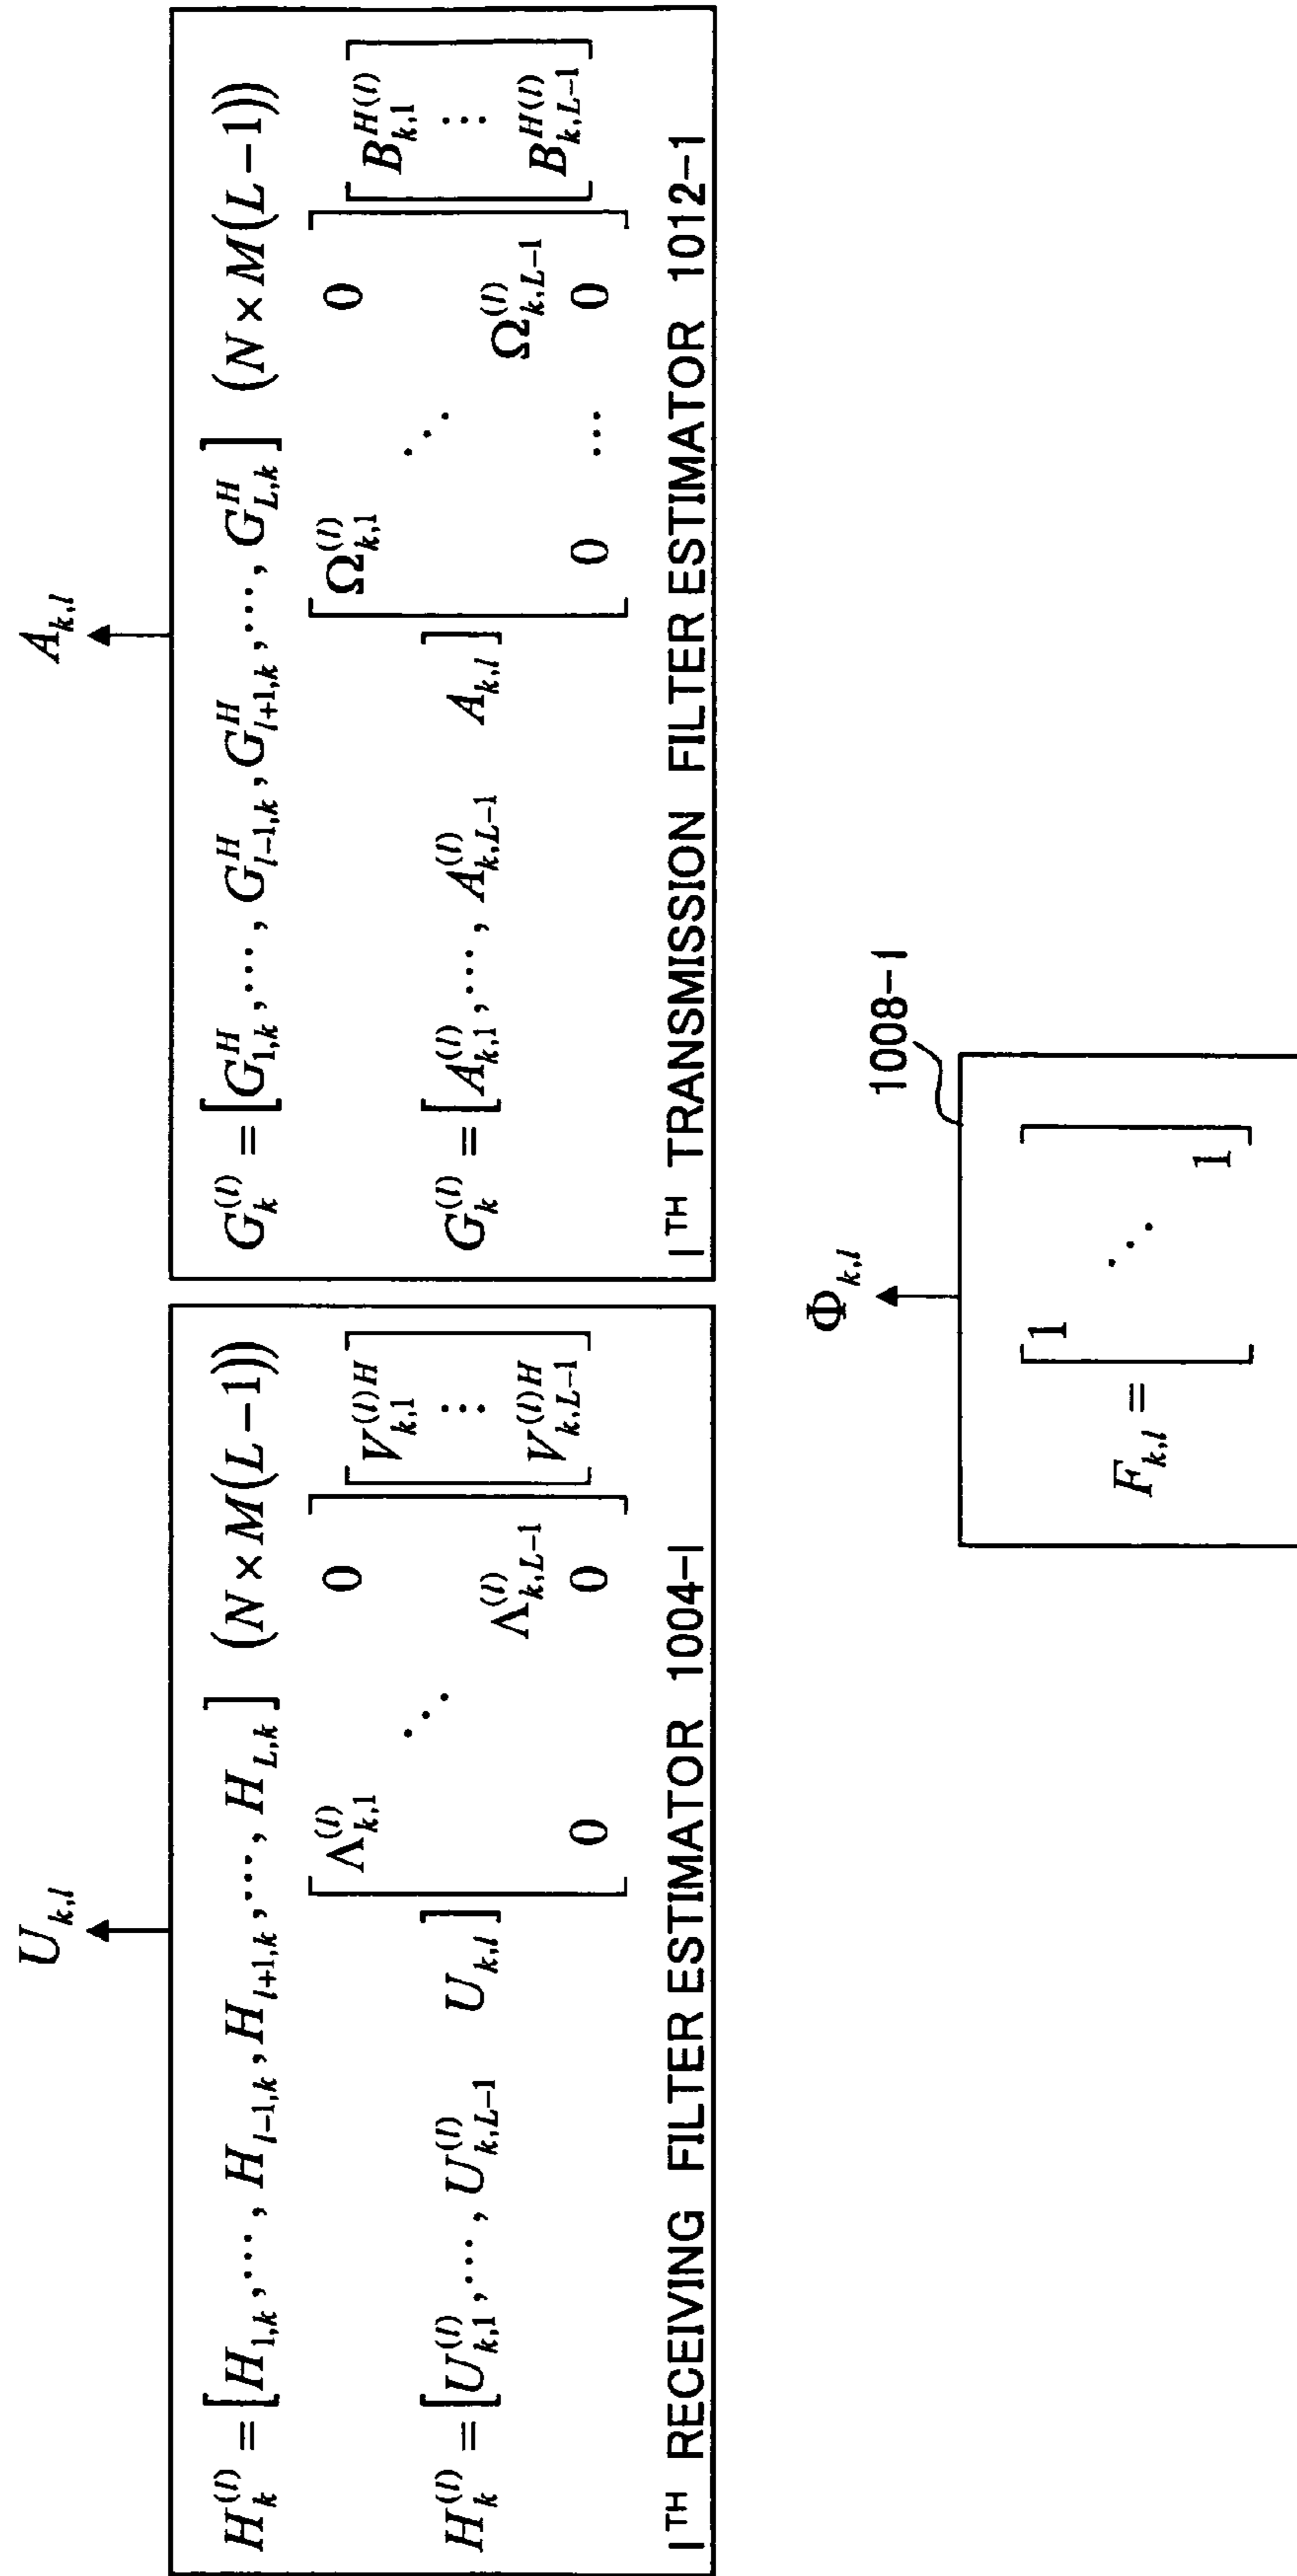 U_{k,l}
H_k^{(l)} = [H_{1,k}, ⋯, H_{l−1,k}, H_{l+1,k}, ⋯, H_{L,k}] (N × M(L−1))
H_k^{(l)} = [U_{k,1}^{(l)}, ⋯, U_{k,L−1}^{(l)} U_{k,l}] [Λ_{k,1}^{(l)} 0 ⋱ Λ_{k,L−1}^{(l)} 0 0] [V_{k,1}^{(l)H} ⋮ V_{k,L−1}^{(l)H}]
l^{TH} RECEIVING FILTER ESTIMATOR 1004-l
A_{k,l}
G_k^{(l)} = [G_{1,k}^H, ⋯, G_{l−1,k}^H, G_{l+1,k}^H, ⋯, G_{L,k}^H] (N × M(L−1))
G_k^{(l)} = [A_{k,1}^{(l)}, ⋯, A_{k,L−1}^{(l)} A_{k,l}] [Ω_{k,1}^{(l)} 0 ⋱ Ω_{k,L−1}^{(l)} 0 ⋯ 0] [B_{k,1}^{H(l)} ⋮ B_{k,L−1}^{H(l)}]
l^{TH} TRANSMISSION FILTER ESTIMATOR 1012-1
Φ_{k,l}
1008-1
F_{k,l} = [1 ⋱ 1]